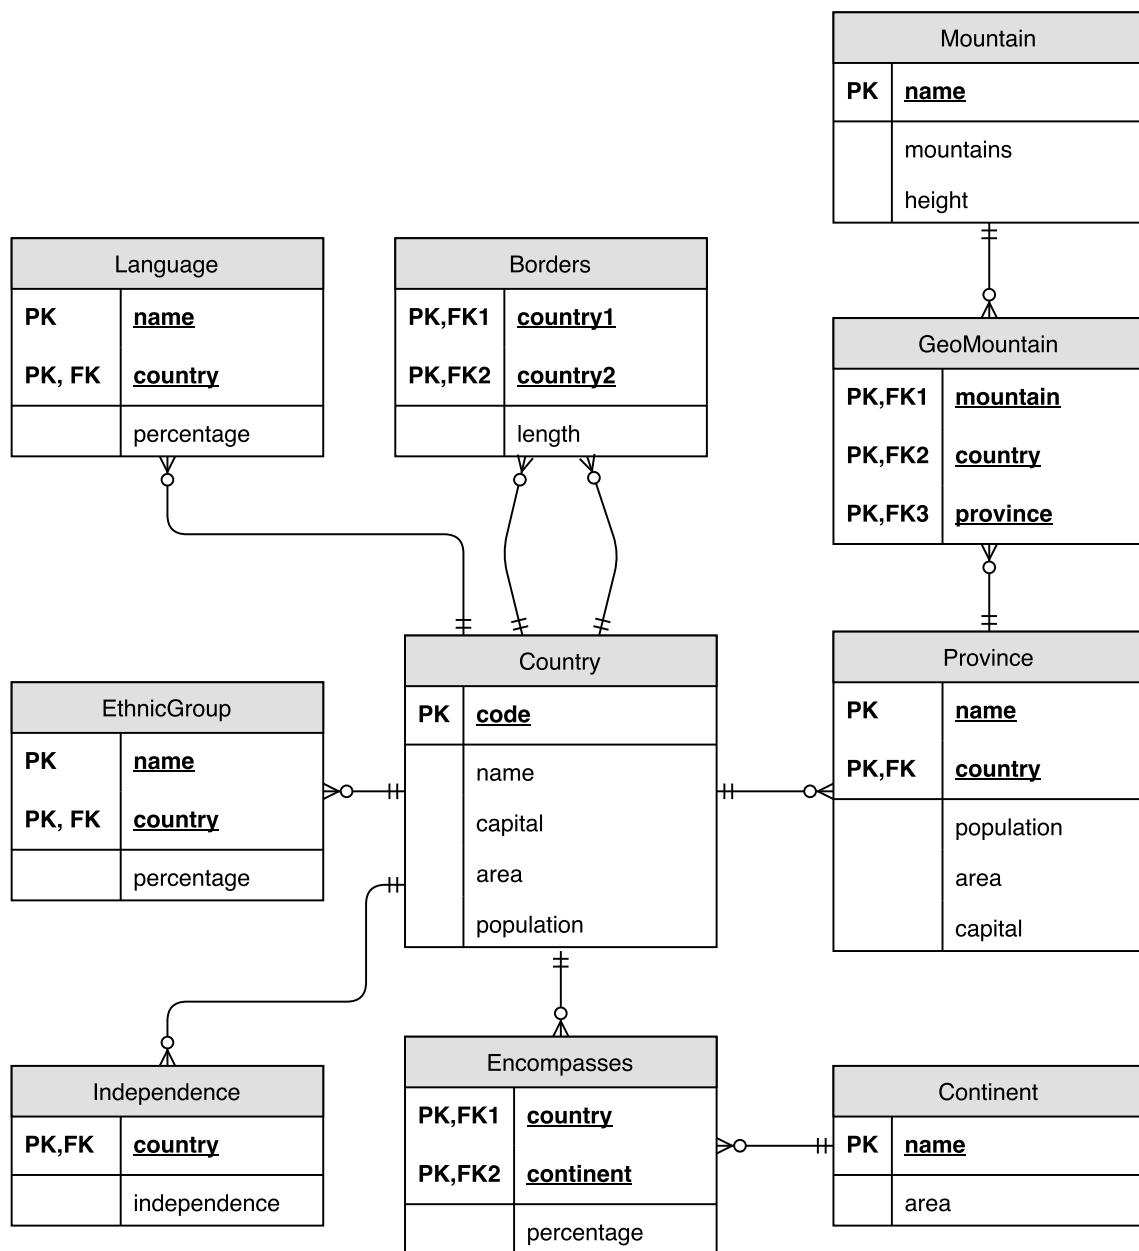 Mountain
PK name
mountains
height
Language
PK name
PK, FK country
percentage
Borders
PK,FK1 country1
PK,FK2 country2
length
GeoMountain
PK,FK1 mountain
PK,FK2 country
PK,FK3 province
Country
PK code
name
capital
area
population
Province
PK name
PK,FK country
population
area
capital
EthnicGroup
PK name
PK, FK country
percentage
Independence
PK,FK country
independence
Encompasses
PK,FK1 country
PK,FK2 continent
percentage
Continent
PK name
area